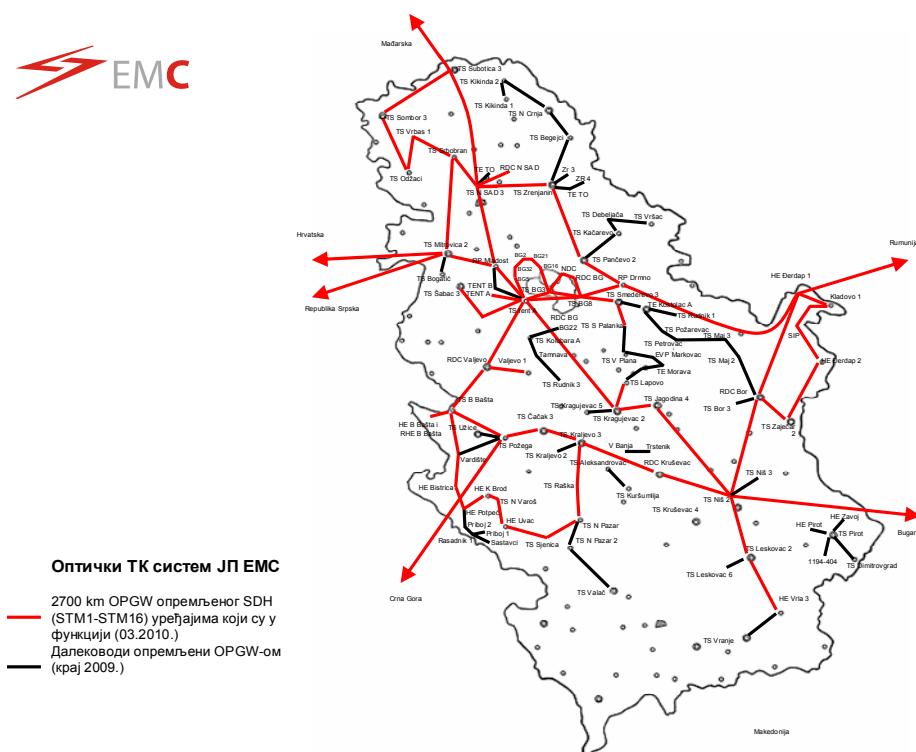 EMC
Mađarska
TS Subotica 3
TS Kikinda 2
TS Kikinda 1
TS Sombor 3
TS N Crnja
TS Vrbas 1
TS Begejci
TS Srbobran
TE TO
RDC N SAD
Zr 3
ZR 4
TS Odžaci
TS N SAD 3
TS Zrenjanin
TE TO
TS Debeljača
TS Vršac
Hrvatska
TS Kačarevo
Rumunija
TS Mitrovica 2
RP Mladost
BG2
BG21
BG16
NDC
TS Pančevo 2
BG32
RDC BG
RP Drmno
HE Đerdap 1
TS Bogatić
TENT B
BG5
Republika Srpska
TS Šabac 3
TENT A
TS BG3
TS Smederevo 3
Kladovo 1
TS BG8
TE Kostolac A
TS Rudnik 1
RDC BG
BG22
TS S Palanka
TS Požarevac
SIP
TS Kolubara A
TS Petrovac
TS Maj 3
Tamnava
TS V Plana
EVP Markovac
TS Maj 2
HE Đerdap 2
RDC Valjevo
Valjevo 1
TE Morava
TS Rudnik 3
TS Lapovo
RDC Bor
TS B Bašta
TS Kragujevac 5
TS Jagodina 4
TS Bor 3
HE B Bašta i
RHE B Bašta
TS Čačak 3
TS Kragujevac 2
TS Zaječar
2
TS Užice
TS Požega
TS Kraljevo 3
V Banja
Trstenik
TS Kraljevo 2
TS Aleksandrovac
RDC Kruševac
Vardište
TS Raška
TS Niš 3
HE Bistrica
HE K Brod
TS N Varoš
TS Kuršumlija
TS Niš 2
HE Potpeć
TS Kruševac 4
HE Zavoj
Bugarska
Priboj 2
HE Uvac
TS N Pazar
HE Pirot
TS Pirot
Rasadnik 1
Priboj 1
Sastavci
TS Sjenica
TS N Pazar 2
TS Leskovac 2
1194-404
TS Dimitrovgrad
TS Leskovac 6
Crna Gora
TS Valač
HE Vrla 3
TS Vranje
Makedonija
Оптички ТК систем ЈП ЕМС
2700 km OPGW опремљеног SDH
(STM1-STM16) уређајима који су у
функцији (03.2010.)
Далеководи опремљени OPGW-ом
(крај 2009.)